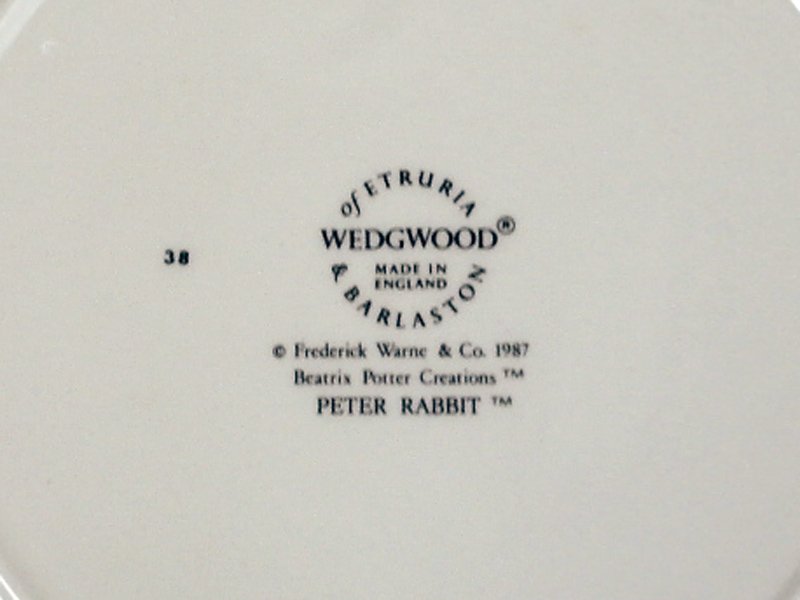 of ETRURIA
WEDGWOOD®
MADE IN
ENGLAND
& BARLASTON
38
© Frederick Warne & Co. 1987
Beatrix Potter Creations ™
PETER RABBIT ™